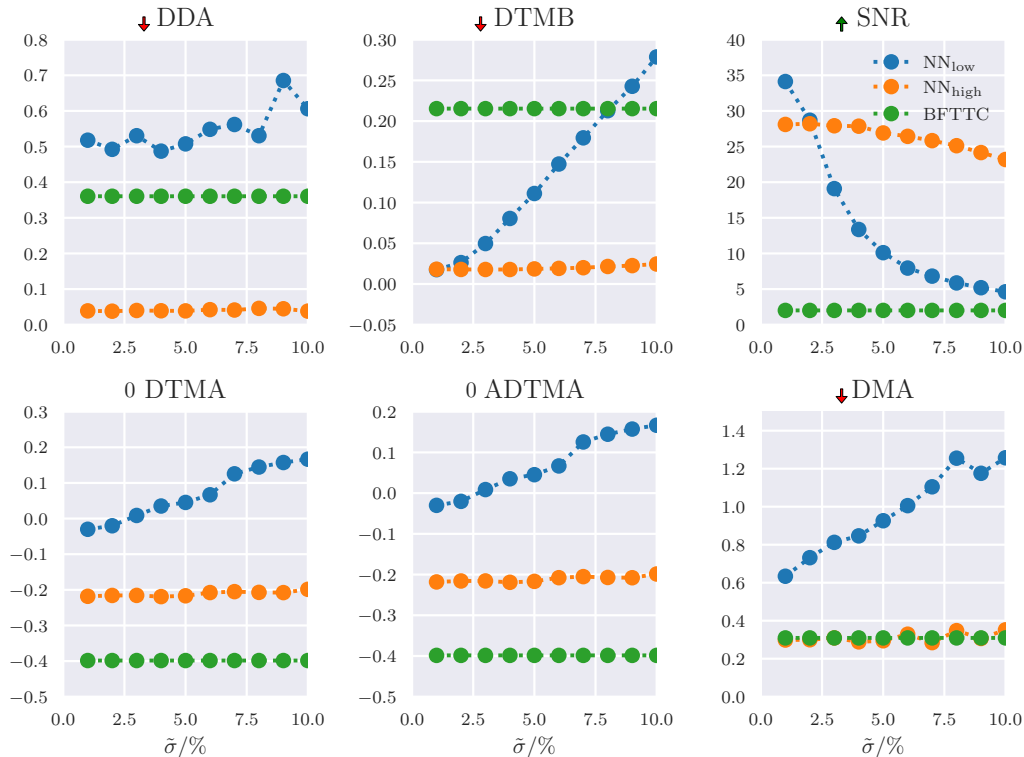 DDA
0.8
0.7
0.6
0.5
0.4
0.3
0.2
0.1
0.0
0.0 2.5 5.0 7.5 10.0
DTMB
0.30
0.25
0.20
0.15
0.10
0.05
0.00
−0.05
0.0 2.5 5.0 7.5 10.0
SNR
40
35
30
25
20
15
10
5
0
NN_low
NN_high
BFTTC
0.0 2.5 5.0 7.5 10.0
0 DTMA
0.3
0.2
0.1
0.0
−0.1
−0.2
−0.3
−0.4
−0.5
0.0 2.5 5.0 7.5 10.0
σ̃/%
0 ADTMA
0.2
0.1
0.0
−0.1
−0.2
−0.3
−0.4
−0.5
0.0 2.5 5.0 7.5 10.0
σ̃/%
DMA
1.4
1.2
1.0
0.8
0.6
0.4
0.2
0.0
0.0 2.5 5.0 7.5 10.0
σ̃/%